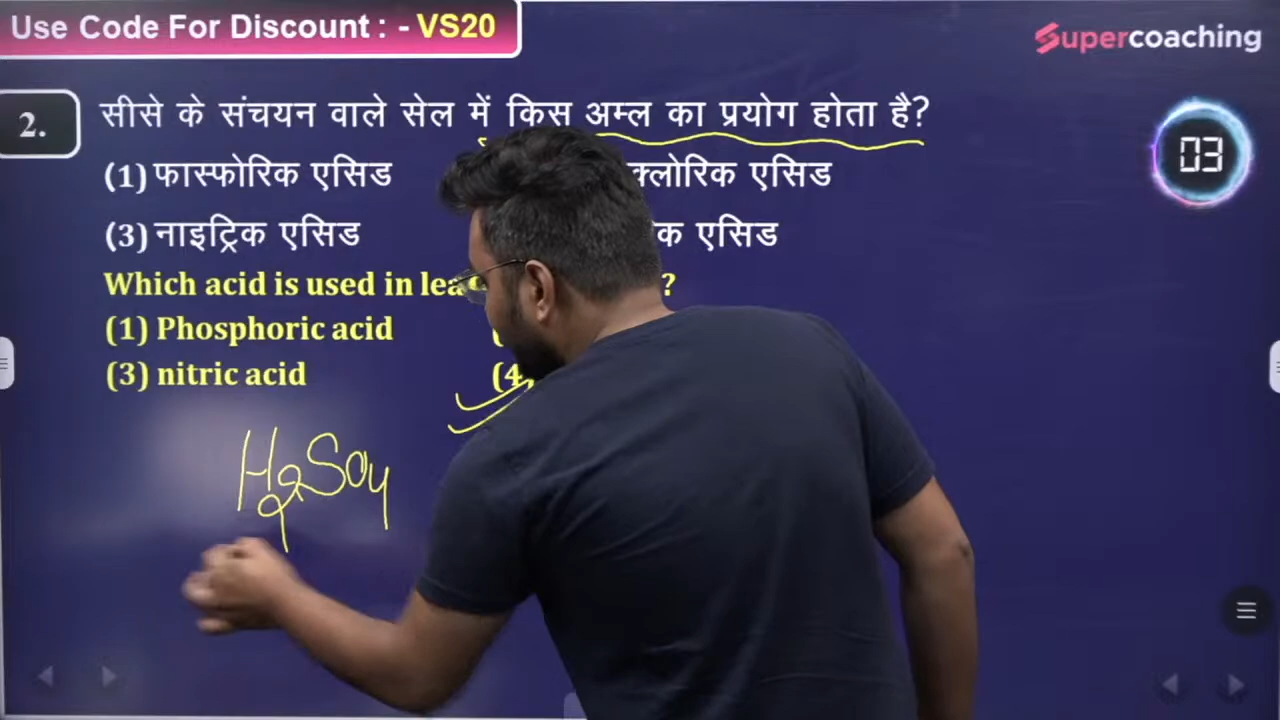 Use Code For Discount : - VS20
Supercoaching
2. सीसे के संचयन वाले सेल में किस अम्ल का प्रयोग होता है?
03
(1) फास्फोरिक एसिड
एसिड
(3) नाइट्रिक एसिड
एसिड
Which acid is used in ?
(1) Phosphoric acid
(3) nitric acid (4
H2SO4